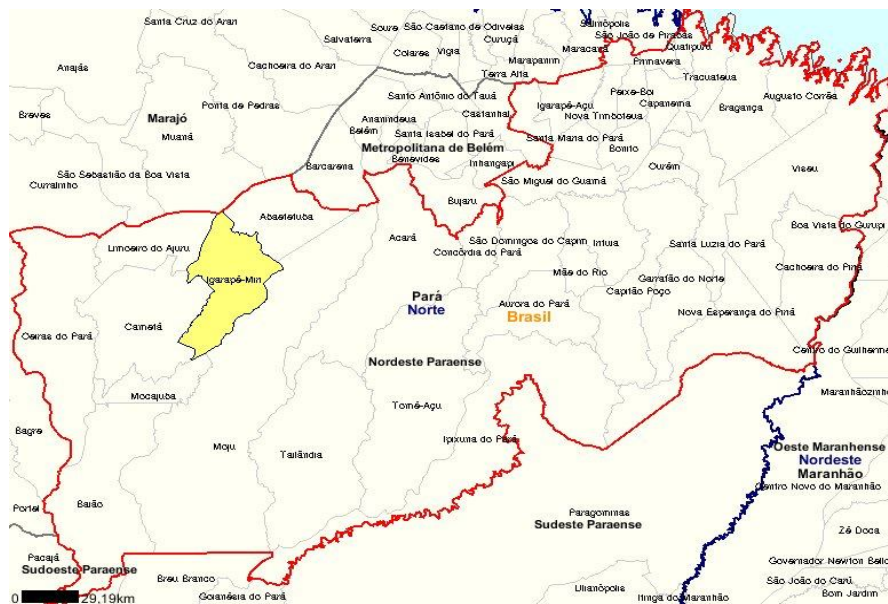 Santa Cruz do Arari
Soure
São Caetano de Odivelas
Salinópolis
Salvaterra
Curuçá
São João de Pirabas
Colares
Vigia
Maracanã
Quatipuru
Anajás
Cachoeira do Arari
Marapanim
Primavera
Terra Alta
Tracuateua
Santo Antônio do Tauá
Peixe-Boi
Augusto Corrêa
Ponta de Pedras
Igarapé-Açu
Capanema
Bragança
Breves
Marajó
Ananindeua
Castanhal
Nova Timboteua
Muaná
Belém
Santa Isabel do Pará
Santa Maria do Pará
Metropolitana de Belém
Bonito
Barcarena
Benevides
Inhangapi
Ourém
Viseu
São Sebastião da Boa Vista
Curralinho
São Miguel do Guamá
Bujaru
Abaetetuba
Boa Vista do Gurupi
Acará
Limoeiro do Ajuru
São Domingos do Capim
Irituia
Santa Luzia do Pará
Concórdia do Pará
Cachoeira do Piriá
Igarapé-Miri
Mãe do Rio
Garrafão do Norte
Capitão Poço
Pará
Norte
Aurora do Pará
Brasil
Nova Esperança do Piriá
Cametá
Oeiras do Pará
Centro do Guilherme
Nordeste Paraense
Mocajuba
Maranhãozinho
Tomé-Açu
Bagre
Moju
Tailândia
Ipixuna do Pará
Oeste Maranhense
Nordeste
Maranhão
Centro Novo do Maranhão
Portel
Baião
Paragominas
Sudeste Paraense
Zé Doca
Pacajá
Sudoeste Paraense
Breu Branco
Governador Newton Bello
São João do Carú
Goianésia do Pará
Ulianópolis
Itinga do Maranhão
Bom Jardim
0 29,19km